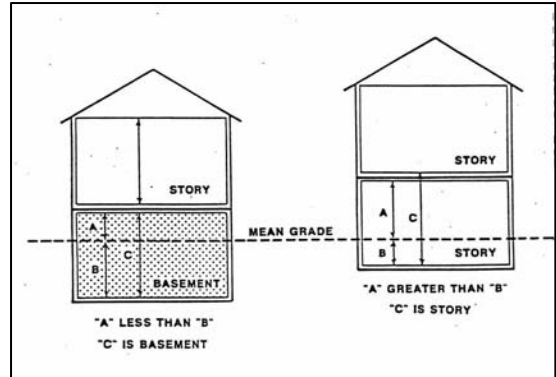 STORY
A
B
C
BASEMENT
"A" LESS THAN "B"
"C" IS BASEMENT
MEAN GRADE
STORY
A
C
B
STORY
"A" GREATER THAN "B"
"C" IS STORY